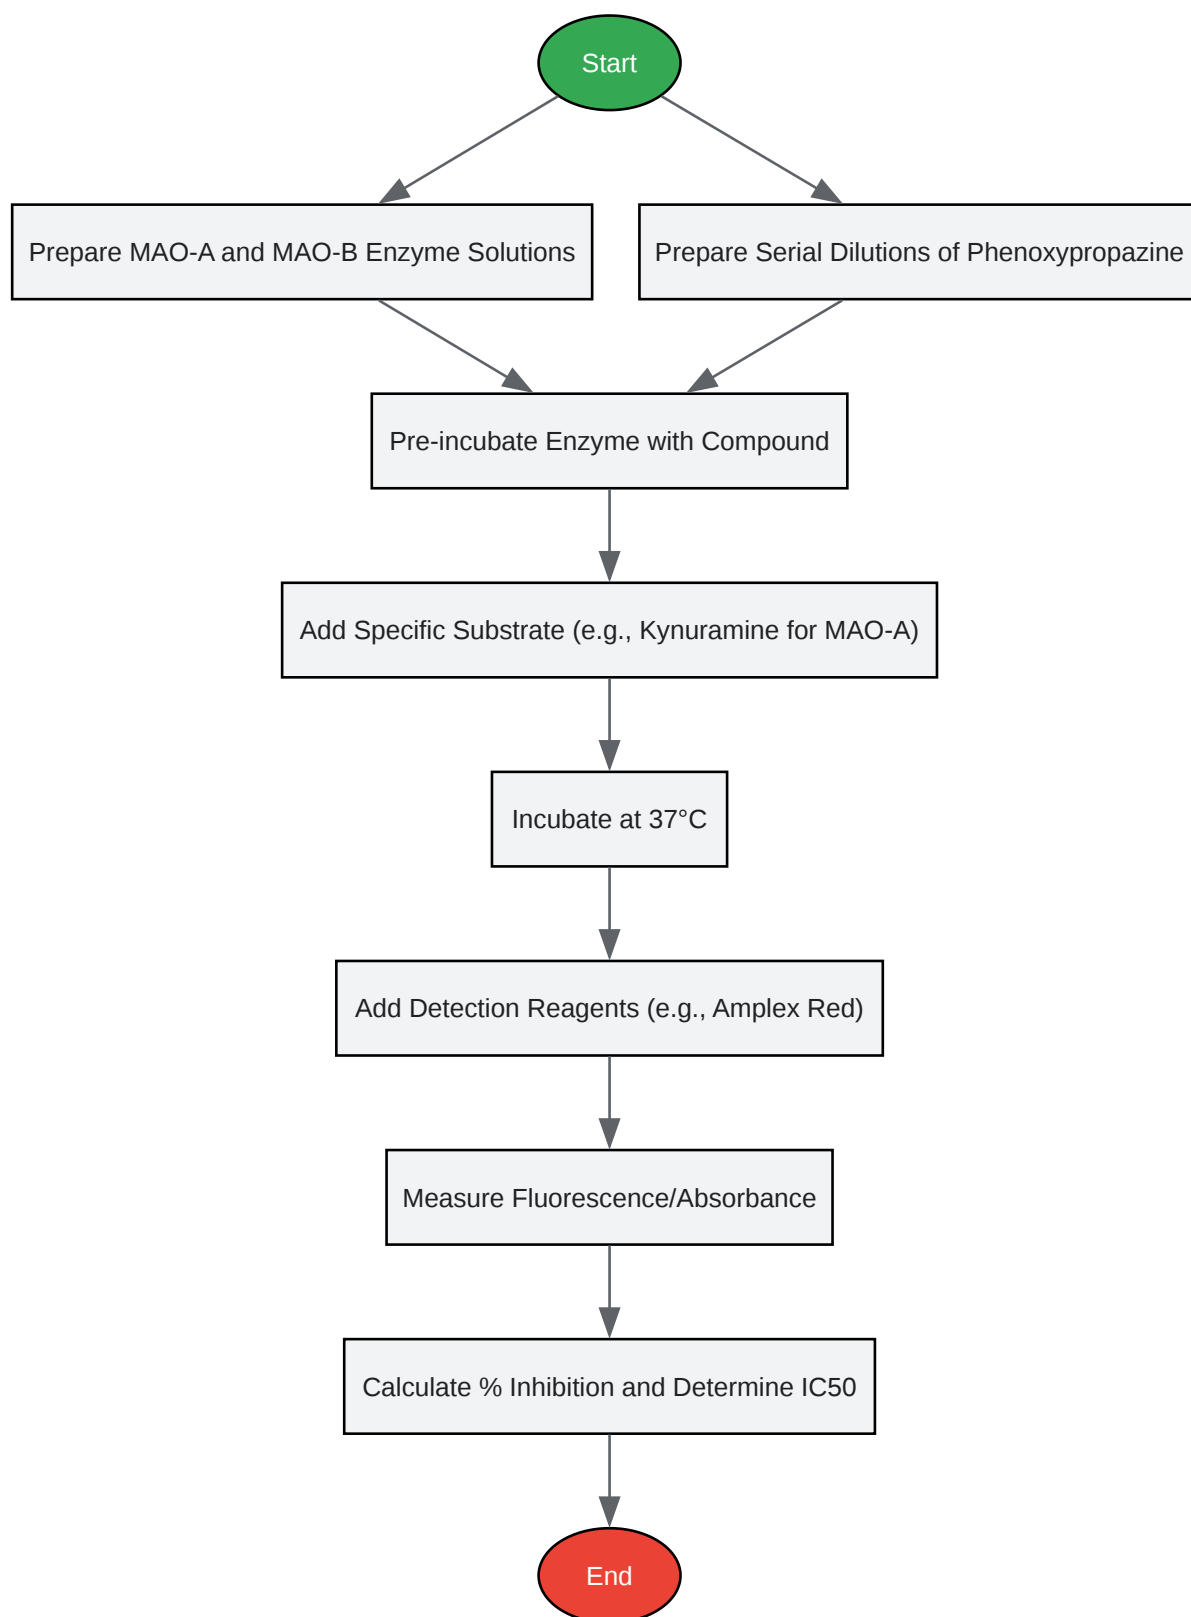 Start
Prepare MAO-A and MAO-B Enzyme Solutions
Prepare Serial Dilutions of Phenoxypropazine
Pre-incubate Enzyme with Compound
Add Specific Substrate (e.g., Kynuramine for MAO-A)
Incubate at 37°C
Add Detection Reagents (e.g., Amplex Red)
Measure Fluorescence/Absorbance
Calculate % Inhibition and Determine IC50
End